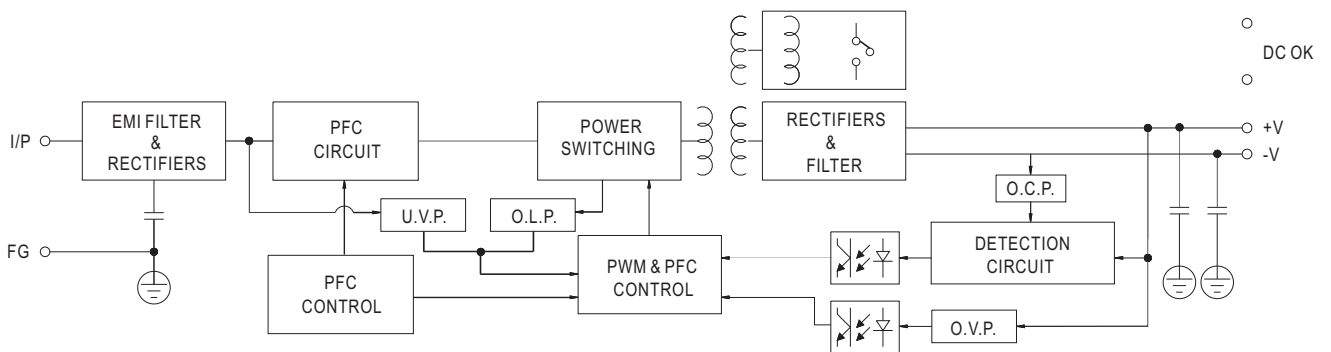 DC OK
I/P
EMI FILTER
&
RECTIFIERS
PFC
CIRCUIT
POWER
SWITCHING
RECTIFIERS
&
FILTER
+V
-V
U.V.P.
O.L.P.
O.C.P.
FG
PFC
CONTROL
PWM & PFC
CONTROL
DETECTION
CIRCUIT
O.V.P.